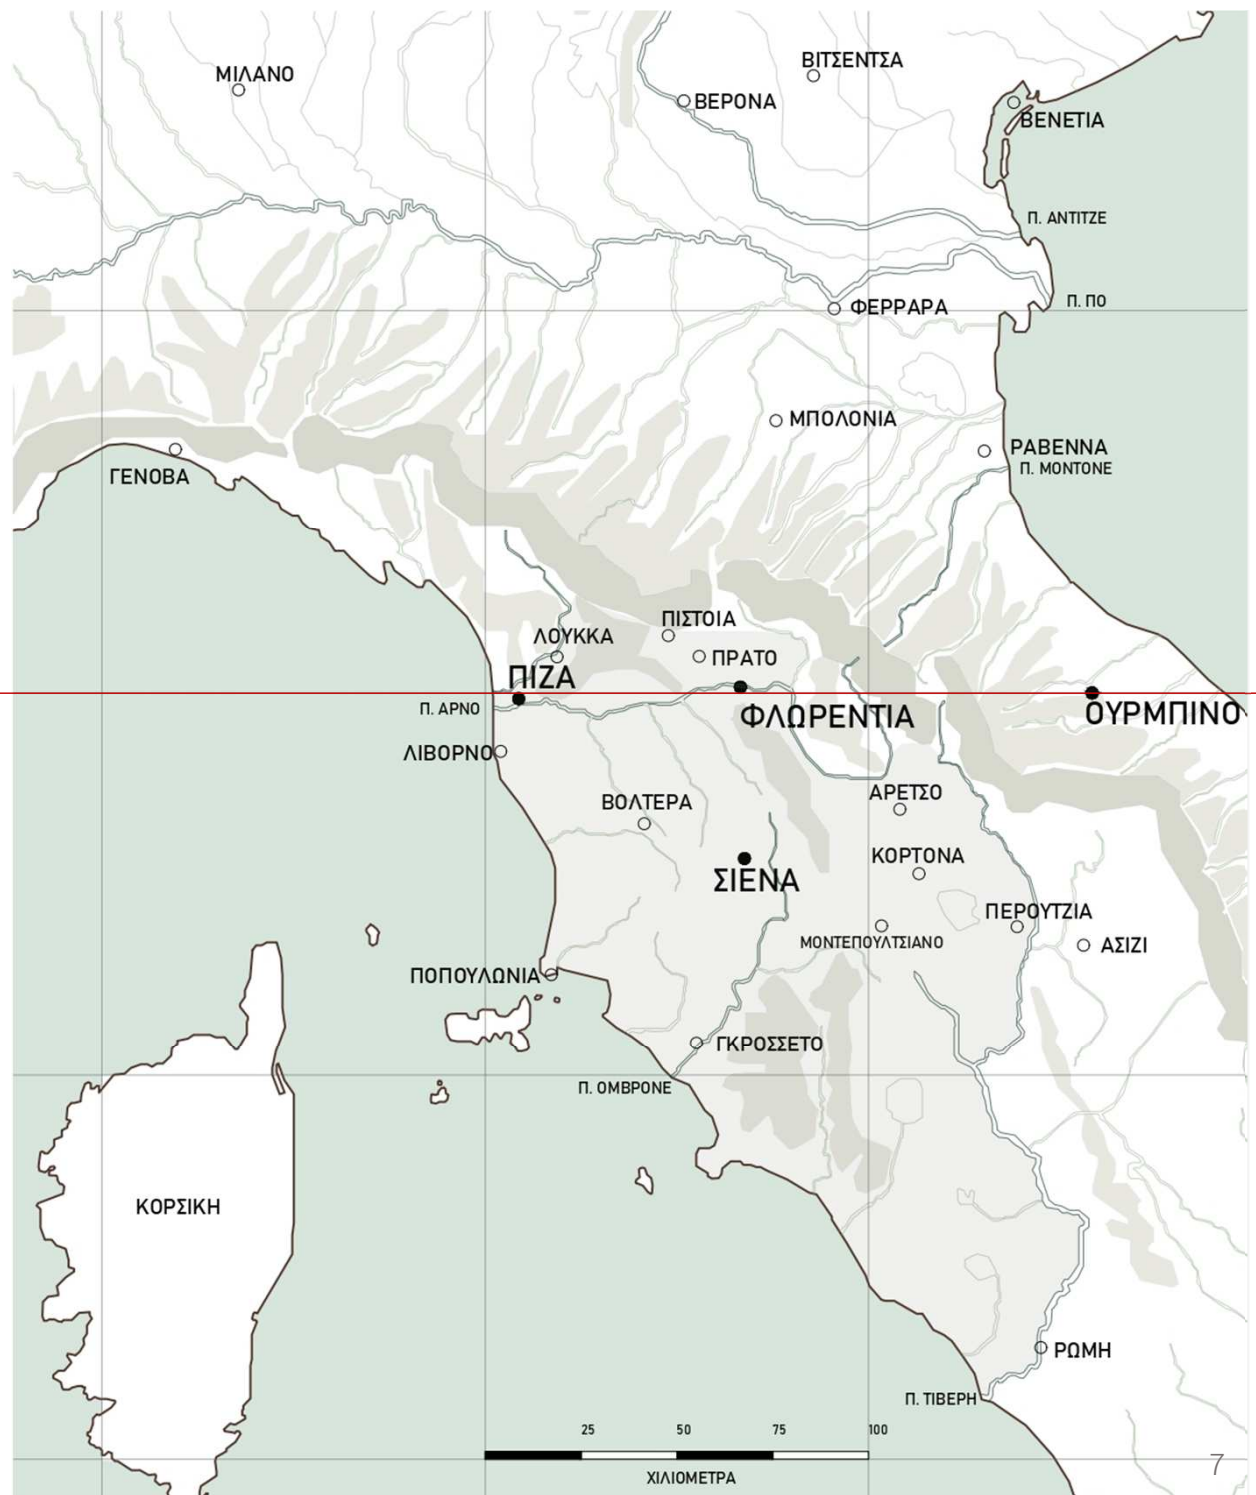 ΒΙΤΣΕΝΤΣΑ
ΜΙΛΑΝΟ
ΒΕΡΟΝΑ
ΒΕΝΕΤΙΑ
Π. ΑΝΤΙΤΖΕ
Π. ΠΟ
ΦΕΡΡΑΡΑ
ΜΠΟΛΟΝΙΑ
ΡΑΒΕΝΝΑ
Π. ΜΟΝΤΟΝΕ
ΓΕΝΟΒΑ
ΠΙΣΤΟΙΑ
ΛΟΥΚΚΑ
ΠΡΑΤΟ
ΠΙΖΑ
Π. ΑΡΝΟ
ΦΛΩΡΕΝΤΙΑ
ΟΥΡΜΠΙΝΟ
ΛΙΒΟΡΝΟ
ΑΡΕΤΣΟ
ΒΟΛΤΕΡΑ
ΚΟΡΤΟΝΑ
ΣΙΕΝΑ
ΠΕΡΟΥΤΖΙΑ
ΜΟΝΤΕΠΟΥΛΤΣΙΑΝΟ
ΑΣΙΖΙ
ΠΟΠΟΥΛΩΝΙΑ
ΓΚΡΟΣΣΕΤΟ
Π. ΟΜΒΡΟΝΕ
ΚΟΡΣΙΚΗ
ΡΩΜΗ
Π. ΤΙΒΕΡΗ
25 50 75 100
ΧΙΛΙΟΜΕΤΡΑ
7